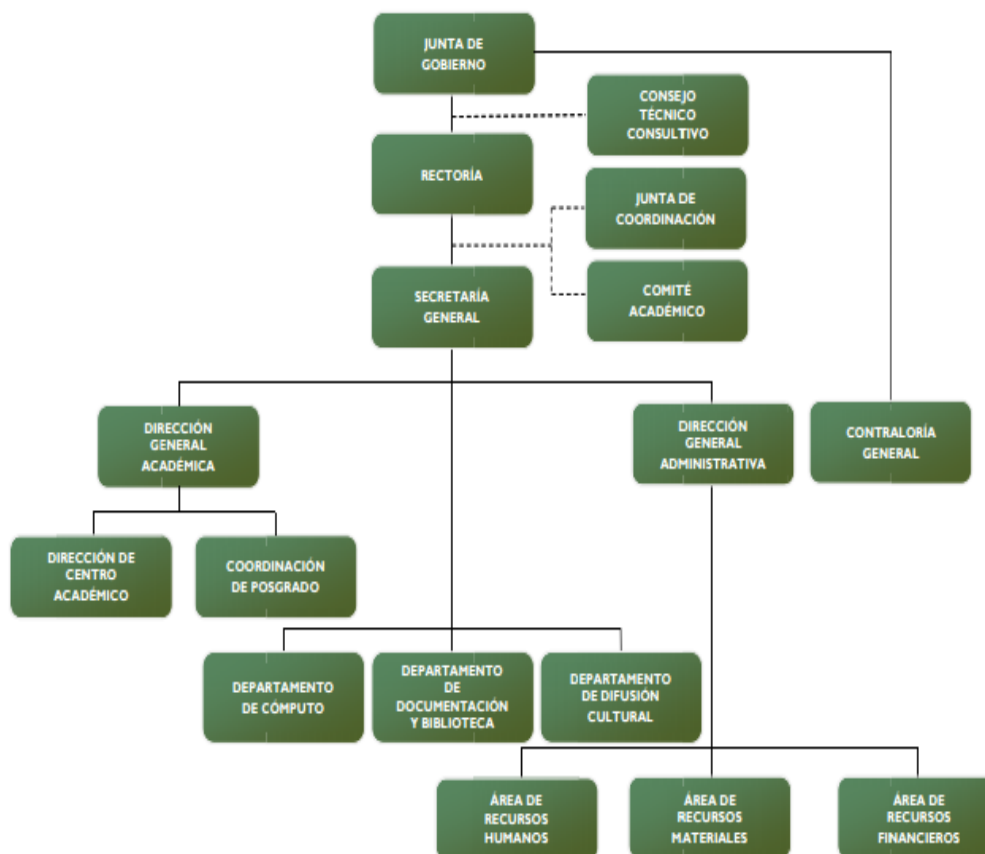 JUNTA DE
GOBIERNO
CONSEJO
TÉCNICO
CONSULTIVO
RECTORÍA
JUNTA DE
COORDINACIÓN
SECRETARÍA
GENERAL
COMITÉ
ACADÉMICO
DIRECCIÓN
GENERAL
ACADÉMICA
DIRECCIÓN
GENERAL
ADMINISTRATIVA
CONTRALORÍA
GENERAL
DIRECCIÓN DE
CENTRO
ACADÉMICO
COORDINACIÓN
DE POSGRADO
DEPARTAMENTO
DE CÓMPUTO
DEPARTAMENTO
DE
DOCUMENTACIÓN
Y BIBLIOTECA
DEPARTAMENTO
DE DIFUSIÓN
CULTURAL
ÁREA DE
RECURSOS
HUMANOS
ÁREA DE
RECURSOS
MATERIALES
ÁREA DE
RECURSOS
FINANCIEROS